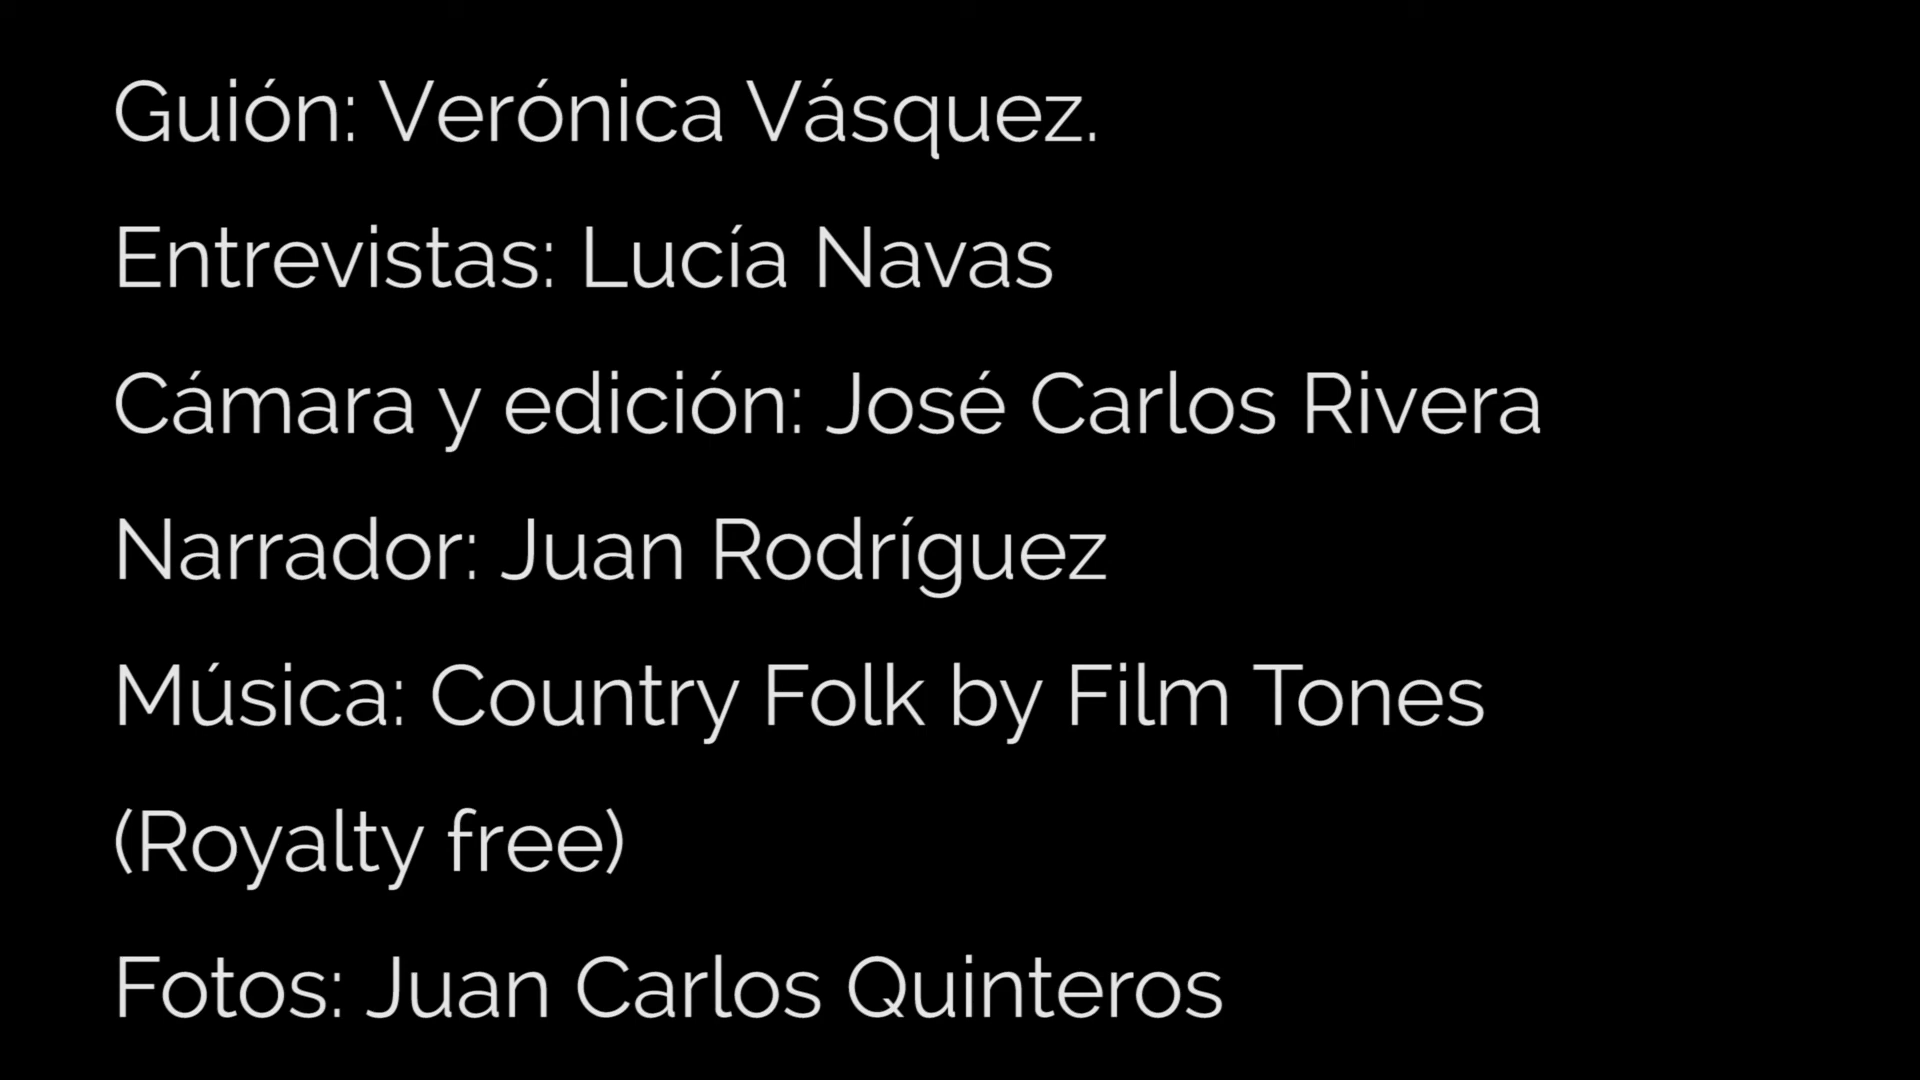 Guión: Verónica Vásquez.
Entrevistas: Lucía Navas
Cámara y edición: José Carlos Rivera
Narrador: Juan Rodríguez
Música: Country Folk by Film Tones
(Royalty free)
Fotos: Juan Carlos Quinteros